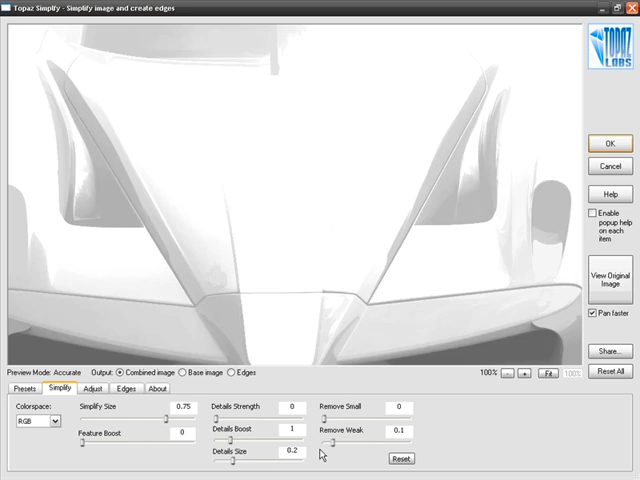 Topaz Simplify - Simplify image and create edges
TOPAZ
LABS
OK
Cancel
Help
Enable
popup help
on each
item
View Original
Image
Pan faster
Share...
Reset All
Preview Mode: Accurate Output: Combined image Base image Edges 100% - + Fit 100%
Presets Simplify Adjust Edges About
Colorspace: Simplify Size 0.75 Details Strength 0 Remove Small 0
RGB
Feature Boost 0 Details Boost 1 Remove Weak 0.1
Details Size 0.2 Reset